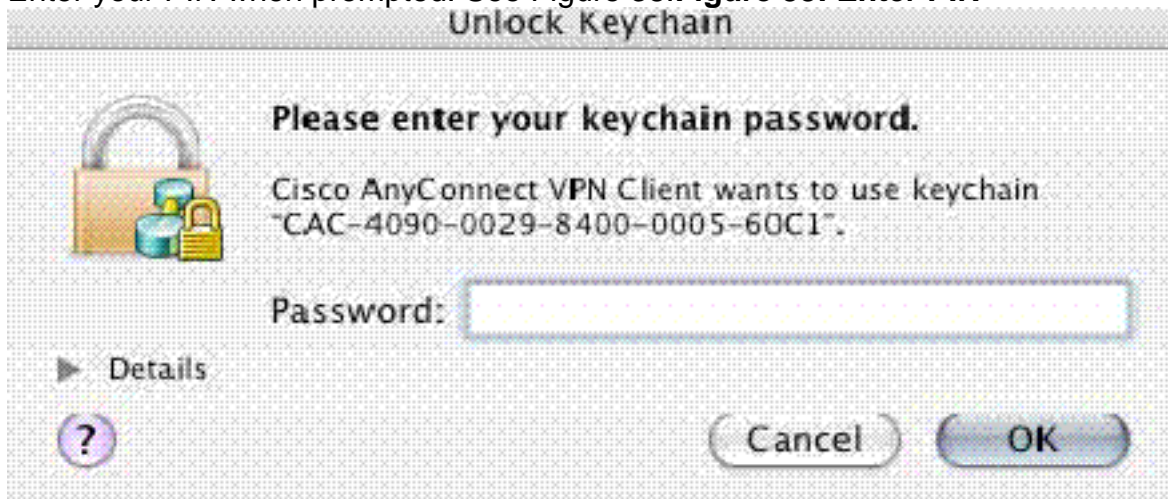 Unlock Keychain
Please enter your keychain password.
Cisco AnyConnect VPN Client wants to use keychain
"CAC-4090-0029-8400-0005-60C1".
Password:
Details
?
Cancel
OK